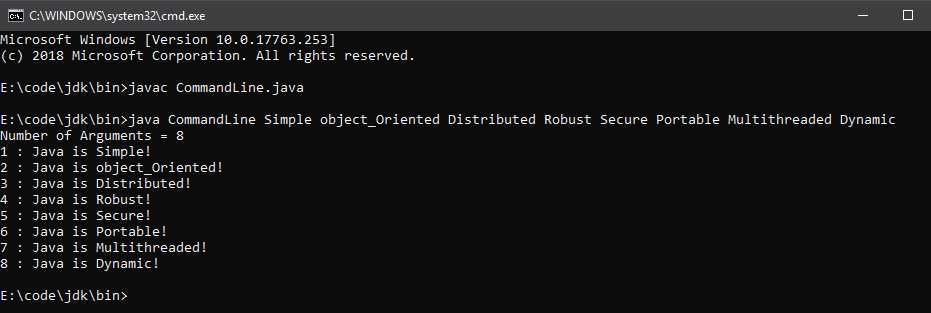 C:\WINDOWS\system32\cmd.exe
Microsoft Windows [Version 10.0.17763.253]
(c) 2018 Microsoft Corporation. All rights reserved.
E:\code\jdk\bin>javac CommandLine.java
E:\code\jdk\bin>java CommandLine Simple object_Oriented Distributed Robust Secure Portable Multithreaded Dynamic
Number of Arguments = 8
1 : Java is Simple!
2 : Java is object_Oriented!
3 : Java is Distributed!
4 : Java is Robust!
5 : Java is Secure!
6 : Java is Portable!
7 : Java is Multithreaded!
8 : Java is Dynamic!
E:\code\jdk\bin>